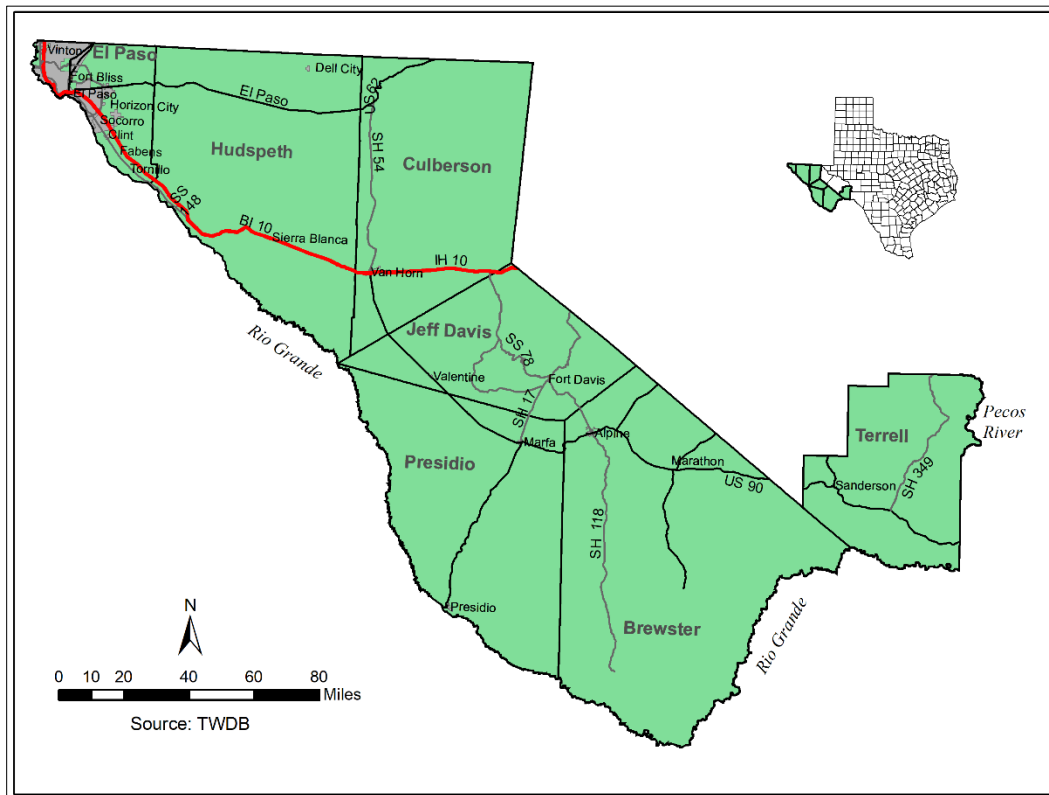 Vinton
El Paso
Fort Bliss
El Paso
Horizon City
Socorro
Clint
Fabens
Tornillo
SS
48
Dell City
El Paso
US 62
SH 54
Hudspeth
Culberson
BI 10
Sierra Blanca
Van Horn
IH 10
Rio Grande
Jeff Davis
SS 78
Valentine
Fort Davis
SH 17
Marfa
Alpine
Presidio
Marathon
US 90
SH 118
Presidio
Brewster
Rio Grande
Terrell
Pecos
River
Sanderson
SH 349
N
0 10 20 40 60 80
Miles
Source: TWDB